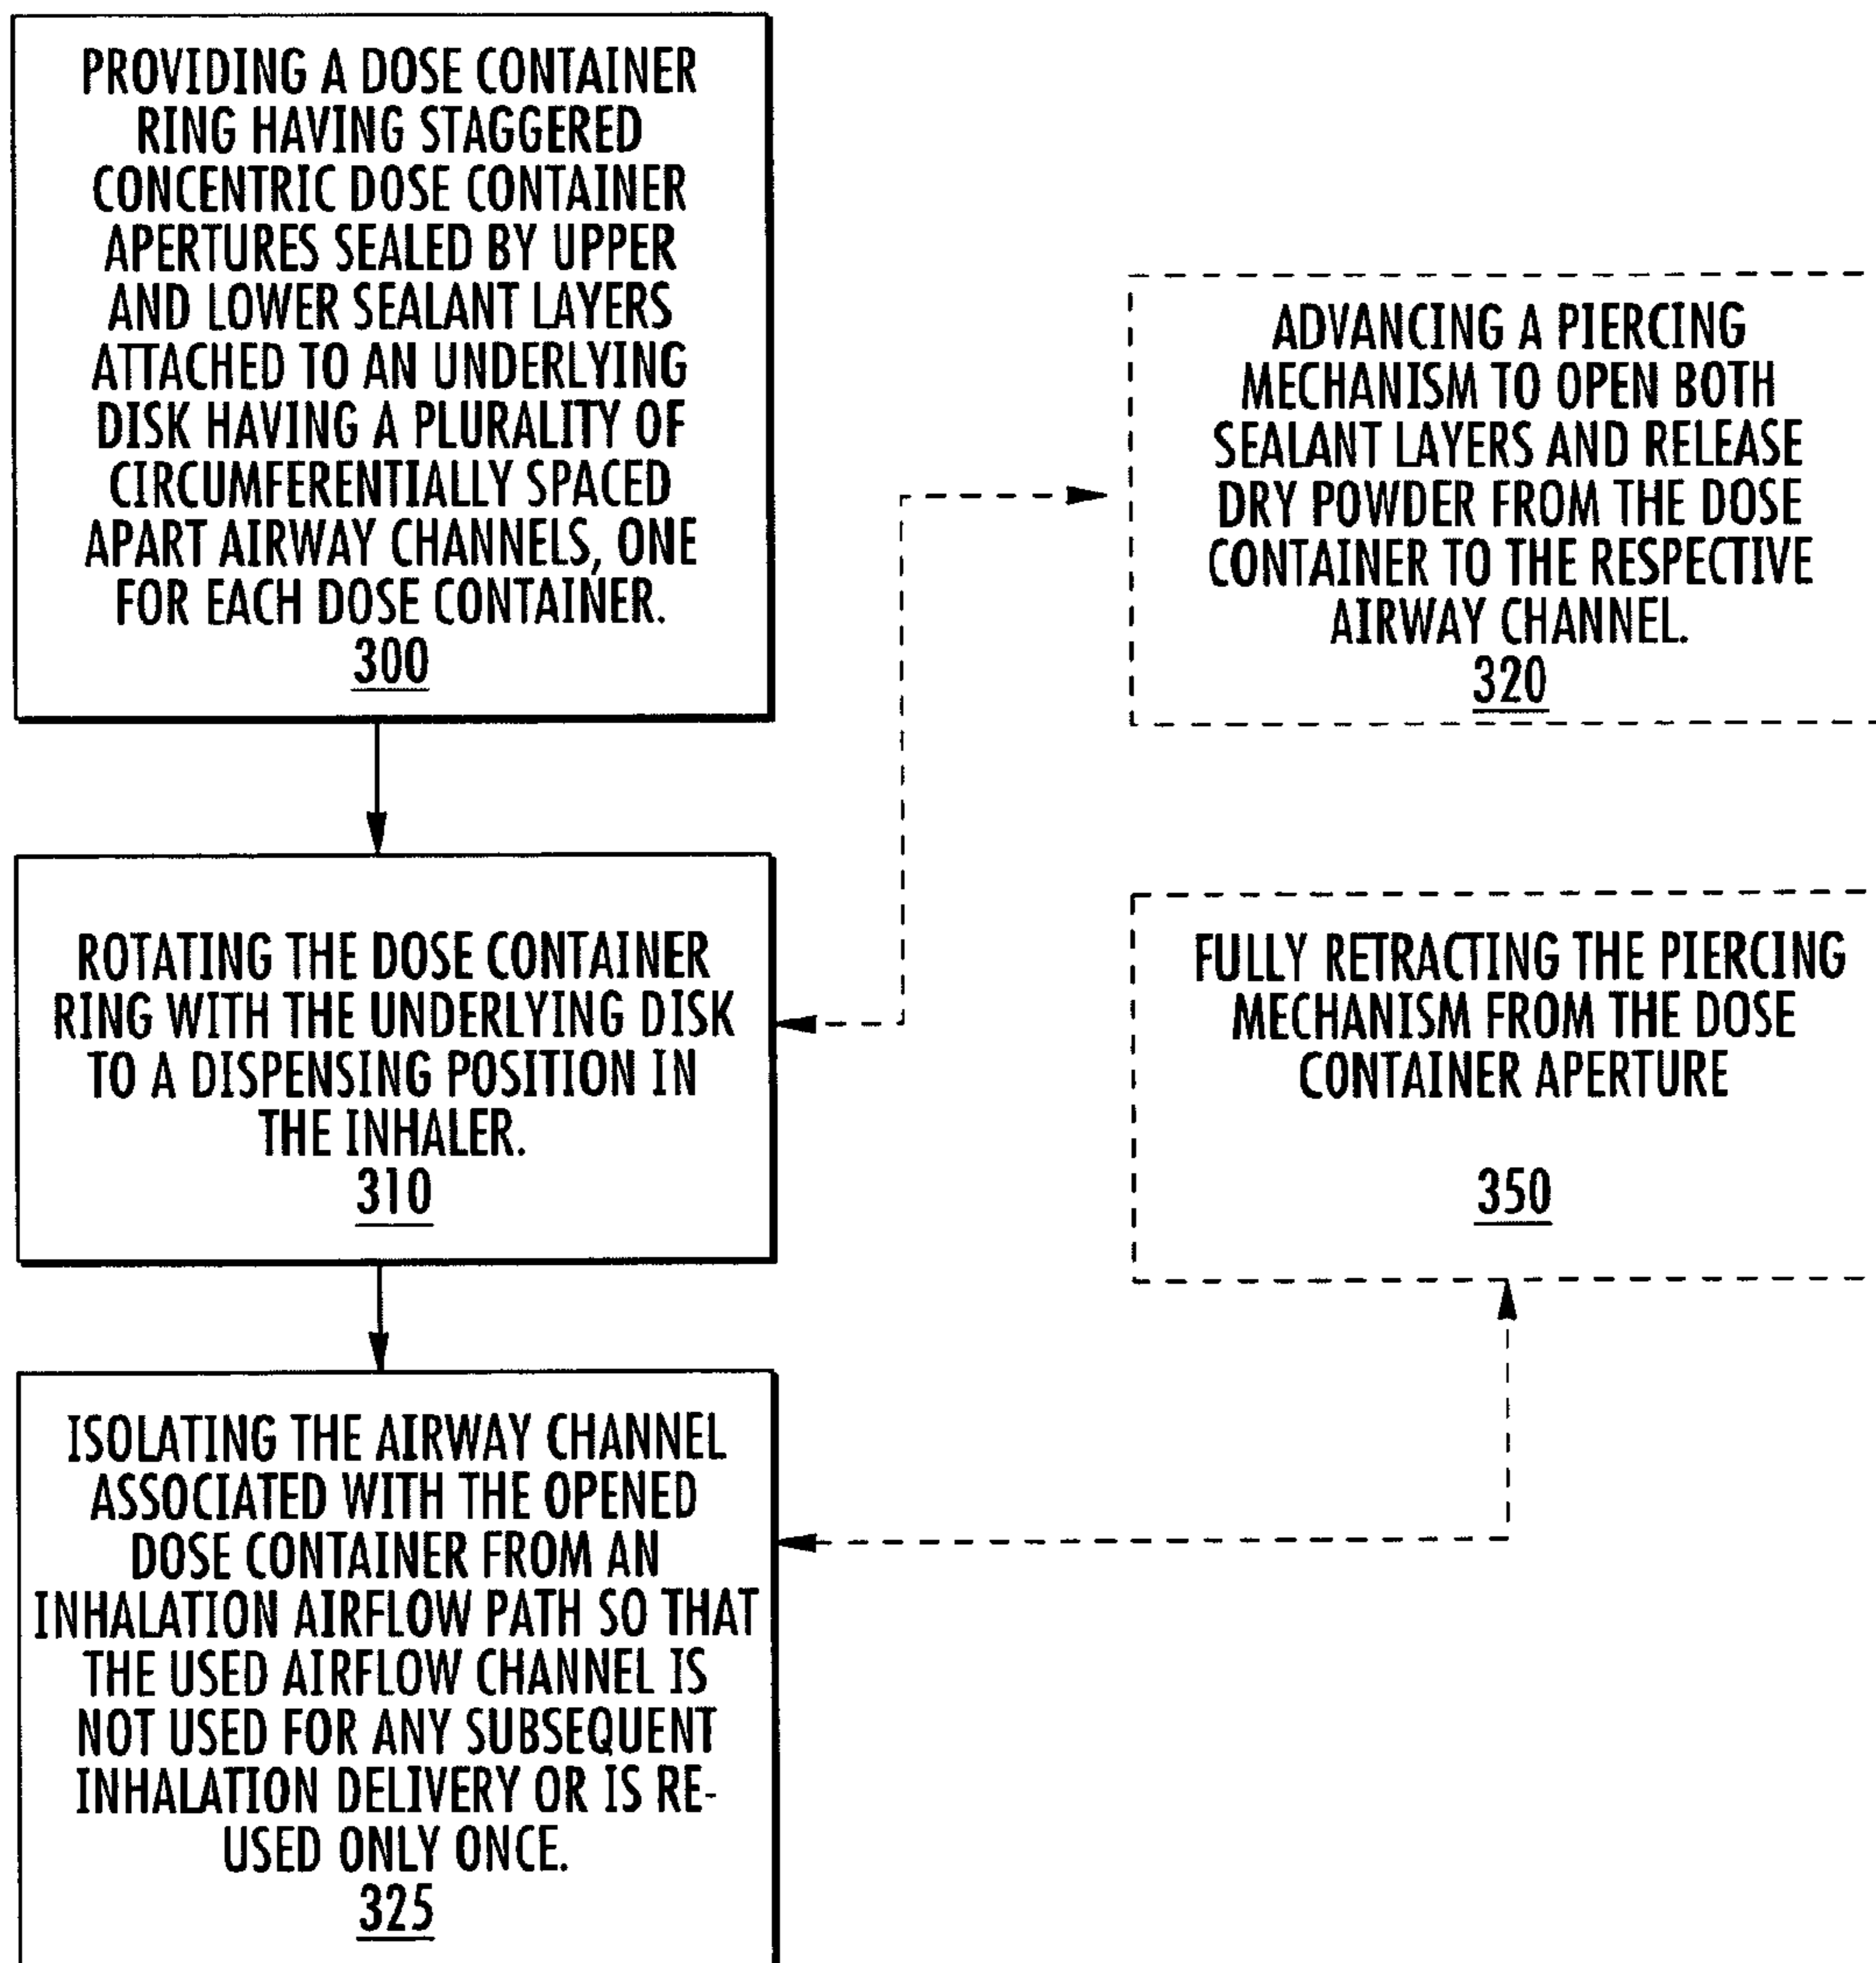 PROVIDING A DOSE CONTAINER
RING HAVING STAGGERED
CONCENTRIC DOSE CONTAINER
APERTURES SEALED BY UPPER
AND LOWER SEALANT LAYERS
ATTACHED TO AN UNDERLYING
DISK HAVING A PLURALITY OF
CIRCUMFERENTIALLY SPACED
APART AIRWAY CHANNELS, ONE
FOR EACH DOSE CONTAINER.
300
ROTATING THE DOSE CONTAINER
RING WITH THE UNDERLYING DISK
TO A DISPENSING POSITION IN
THE INHALER.
310
ISOLATING THE AIRWAY CHANNEL
ASSOCIATED WITH THE OPENED
DOSE CONTAINER FROM AN
INHALATION AIRFLOW PATH SO THAT
THE USED AIRFLOW CHANNEL IS
NOT USED FOR ANY SUBSEQUENT
INHALATION DELIVERY OR IS RE-
USED ONLY ONCE.
325
ADVANCING A PIERCING
MECHANISM TO OPEN BOTH
SEALANT LAYERS AND RELEASE
DRY POWDER FROM THE DOSE
CONTAINER TO THE RESPECTIVE
AIRWAY CHANNEL.
320
FULLY RETRACTING THE PIERCING
MECHANISM FROM THE DOSE
CONTAINER APERTURE
350